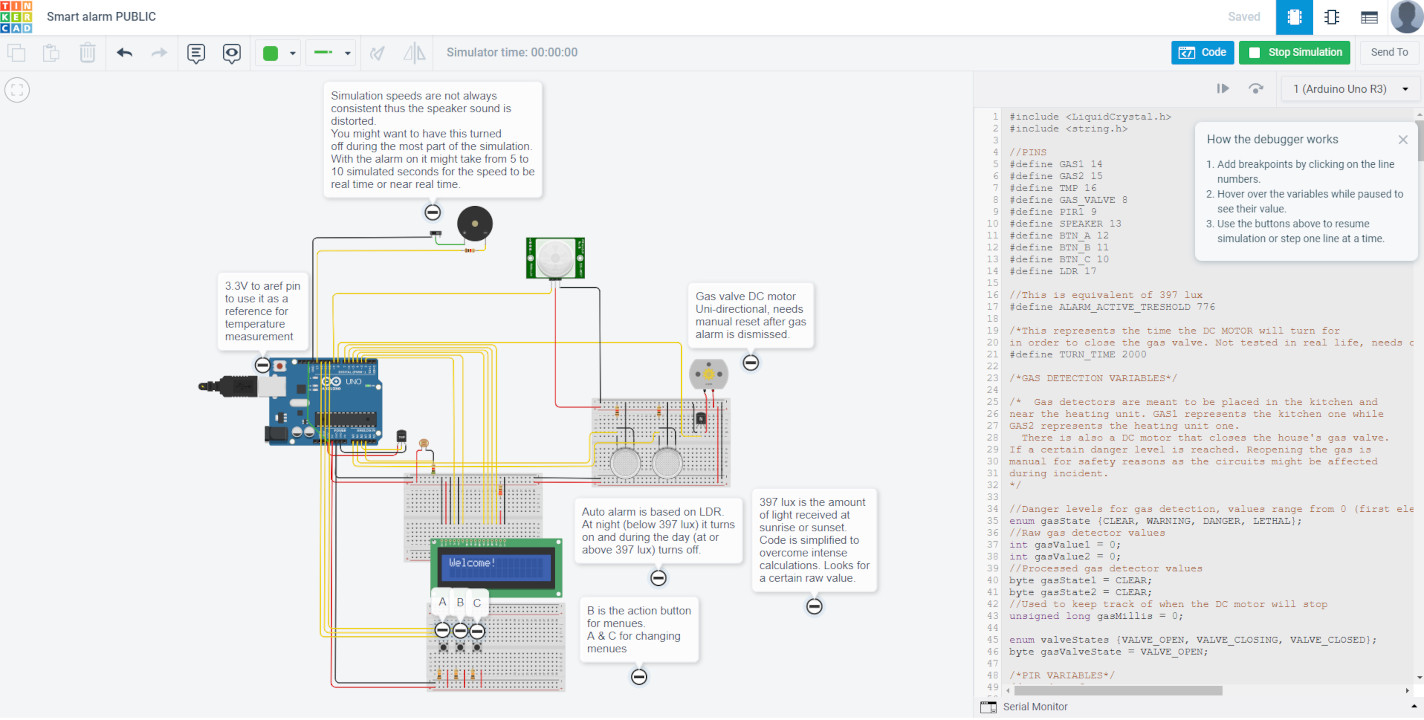 TIN
KER
CAD
Smart alarm PUBLIC
Saved
Simulator time: 00:00:00
Code
Stop Simulation
Send To
1 (Arduino Uno R3)
Simulation speeds are not always
consistent thus the speaker sound is
distorted.
You might want to have this turned
off during the most part of the simulation.
With the alarm on it might take from 5 to
10 simulated seconds for the speed to be
real time or near real time.
3.3V to aref pin
to use it as a
reference for
temperature
measurement
Gas valve DC motor
Uni-directional, needs
manual reset after gas
alarm is dismissed.
UNO
Auto alarm is based on LDR.
At night (below 397 lux) it turns
on and during the day (at or
above 397 lux) turns off.
397 lux is the amount
of light received at
sunrise or sunset.
Code is simplified to
overcome intense
calculations. Looks for
a certain raw value.
Welcome!
A B C
B is the action button
for menues.
A & C for changing
menues
1 #include <LiquidCrystal.h>
2 #include <string.h>
3
4 //PINS
5 #define GAS1 14
6 #define GAS2 15
7 #define TMP 16
8 #define GAS_VALVE 8
9 #define PIR1 9
10 #define SPEAKER 13
11 #define BTN_A 12
12 #define BTN_B 11
13 #define BTN_C 10
14 #define LDR 17
15
16 //This is equivalent of 397 lux
17 #define ALARM_ACTIVE_TRESHOLD 776
18
19 /*This represents the time the DC MOTOR will turn for
20 in order to close the gas valve. Not tested in real life, needs c
21 #define TURN_TIME 2000
22
23 /*GAS DETECTION VARIABLES*/
24
25 /* Gas detectors are meant to be placed in the kitchen and
26 near the heating unit. GAS1 represents the kitchen one while
27 GAS2 represents the heating unit one.
28 There is also a DC motor that closes the house's gas valve.
29 If a certain danger level is reached. Reopening the gas is
30 manual for safety reasons as the circuits might be affected
31 during incident.
32 */
33
34 //Danger levels for gas detection, values range from 0 (first ele
35 enum gasState {CLEAR, WARNING, DANGER, LETHAL};
36 //Raw gas detector values
37 int gasValue1 = 0;
38 int gasValue2 = 0;
39 //Processed gas detector values
40 byte gasState1 = CLEAR;
41 byte gasState2 = CLEAR;
42 //Used to keep track of when the DC motor will stop
43 unsigned long gasMillis = 0;
44
45 enum valveStates {VALVE_OPEN, VALVE_CLOSING, VALVE_CLOSED};
46 byte gasValveState = VALVE_OPEN;
47
48 /*PIR VARIABLES*/
49
How the debugger works
1. Add breakpoints by clicking on the line
numbers.
2. Hover over the variables while paused to
see their value.
3. Use the buttons above to resume
simulation or step one line at a time.
Serial Monitor